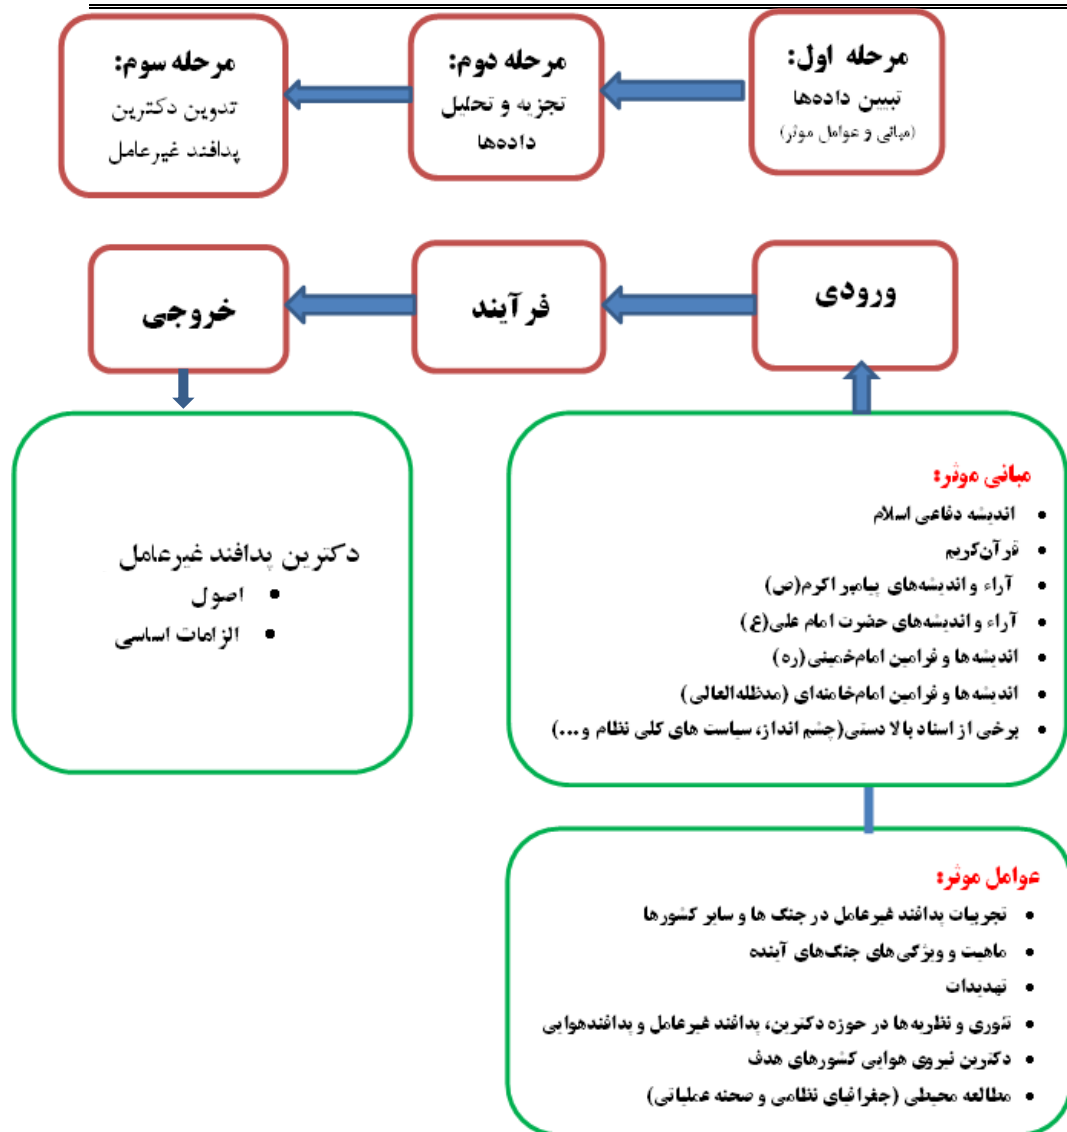 مرحله اول:
تبیین داده‌ها
(مبانی و عوامل موثر)
مرحله دوم:
تجزیه و تحلیل
داده‌ها
مرحله سوم:
تدوین دکترین
پدافند غیرعامل
ورودی
فرآیند
خروجی
مبانی موثر:
• اندیشه دفاعی اسلام
• قرآن‌کریم
• آراء و اندیشه‌های پیامبر اکرم(ص)
• آراء و اندیشه‌های حضرت امام علی(ع)
• اندیشه‌ها و فرامین امام‌خمینی(ره)
• اندیشه‌ها و فرامین امام‌خامنه‌ای (مدظله‌العالی)
• برخی از اسناد بالا دستی(چشم انداز، سیاست های کلی نظام و...)
دکترین پدافند غیرعامل
• اصول
• الزامات اساسی
عوامل موثر:
• تجربیات پدافند غیرعامل در جنگ ها و سایر کشورها
• ماهیت و ویژگی‌های جنگ‌های آینده
• تهدیدات
• تئوری و نظریه‌ها در حوزه دکترین، پدافند غیرعامل و پدافندهوایی
• دکترین نیروی هوایی کشورهای هدف
• مطالعه محیطی (جغرافیای نظامی و صحنه عملیاتی)